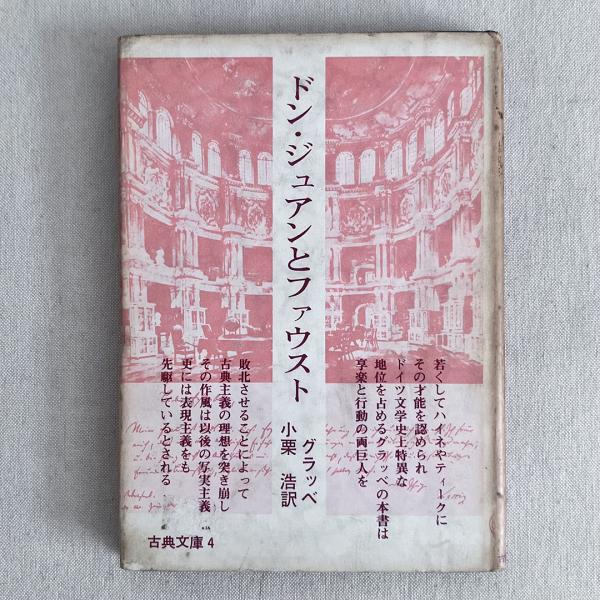 ドン・ジュアンとファウスト
グラッベ
小栗 浩訳
若くしてハイネやティークに
その才能を認められ
ドイツ文学史上特異な
地位を占めるグラッベの本書は
享楽と行動の両巨人を
敗北させることによって
古典主義の理想を突き崩し
その作風は以後の写実主義
史には表現主義をも
先駆しているとされる
古典文庫4